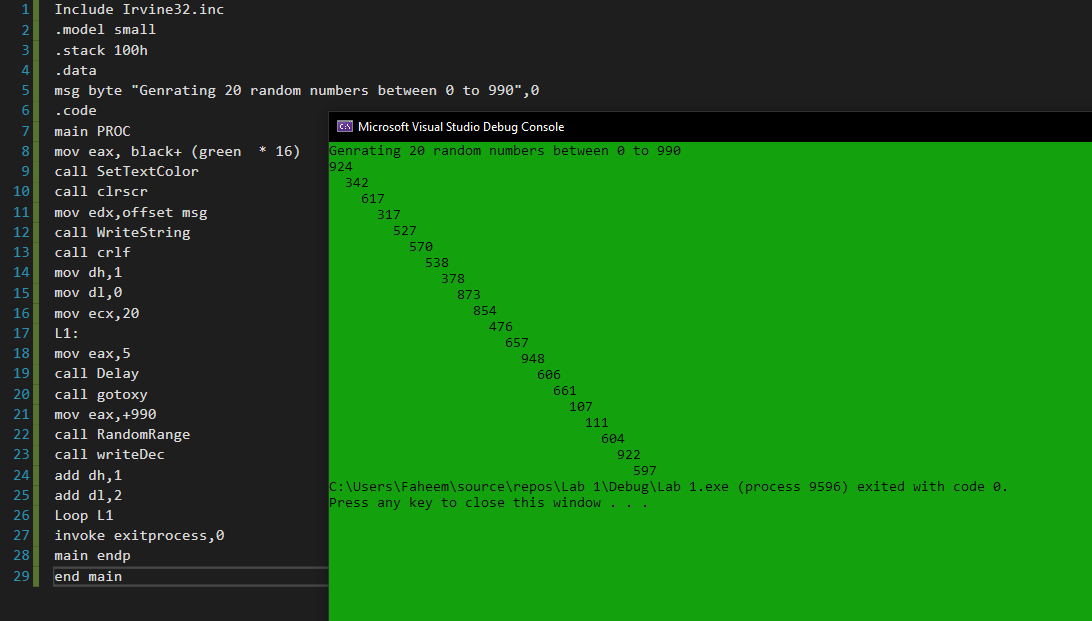 1 Include Irvine32.inc
2 .model small
3 .stack 100h
4 .data
5 msg byte "Genrating 20 random numbers between 0 to 990",0
6 .code
7 main PROC
8 mov eax, black+ (green  * 16)
9 call SetTextColor
10 call clrscr
11 mov edx,offset msg
12 call WriteString
13 call crlf
14 mov dh,1
15 mov dl,0
16 mov ecx,20
17 L1:
18 mov eax,5
19 call Delay
20 call gotoxy
21 mov eax,+990
22 call RandomRange
23 call writeDec
24 add dh,1
25 add dl,2
26 Loop L1
27 invoke exitprocess,0
28 main endp
29 end main
C:\ Microsoft Visual Studio Debug Console
Genrating 20 random numbers between 0 to 990
924
342
617
317
527
570
538
378
873
854
476
657
948
606
661
107
111
604
922
597
C:\Users\Faheem\source\repos\Lab 1\Debug\Lab 1.exe (process 9596) exited with code 0.
Press any key to close this window . . .